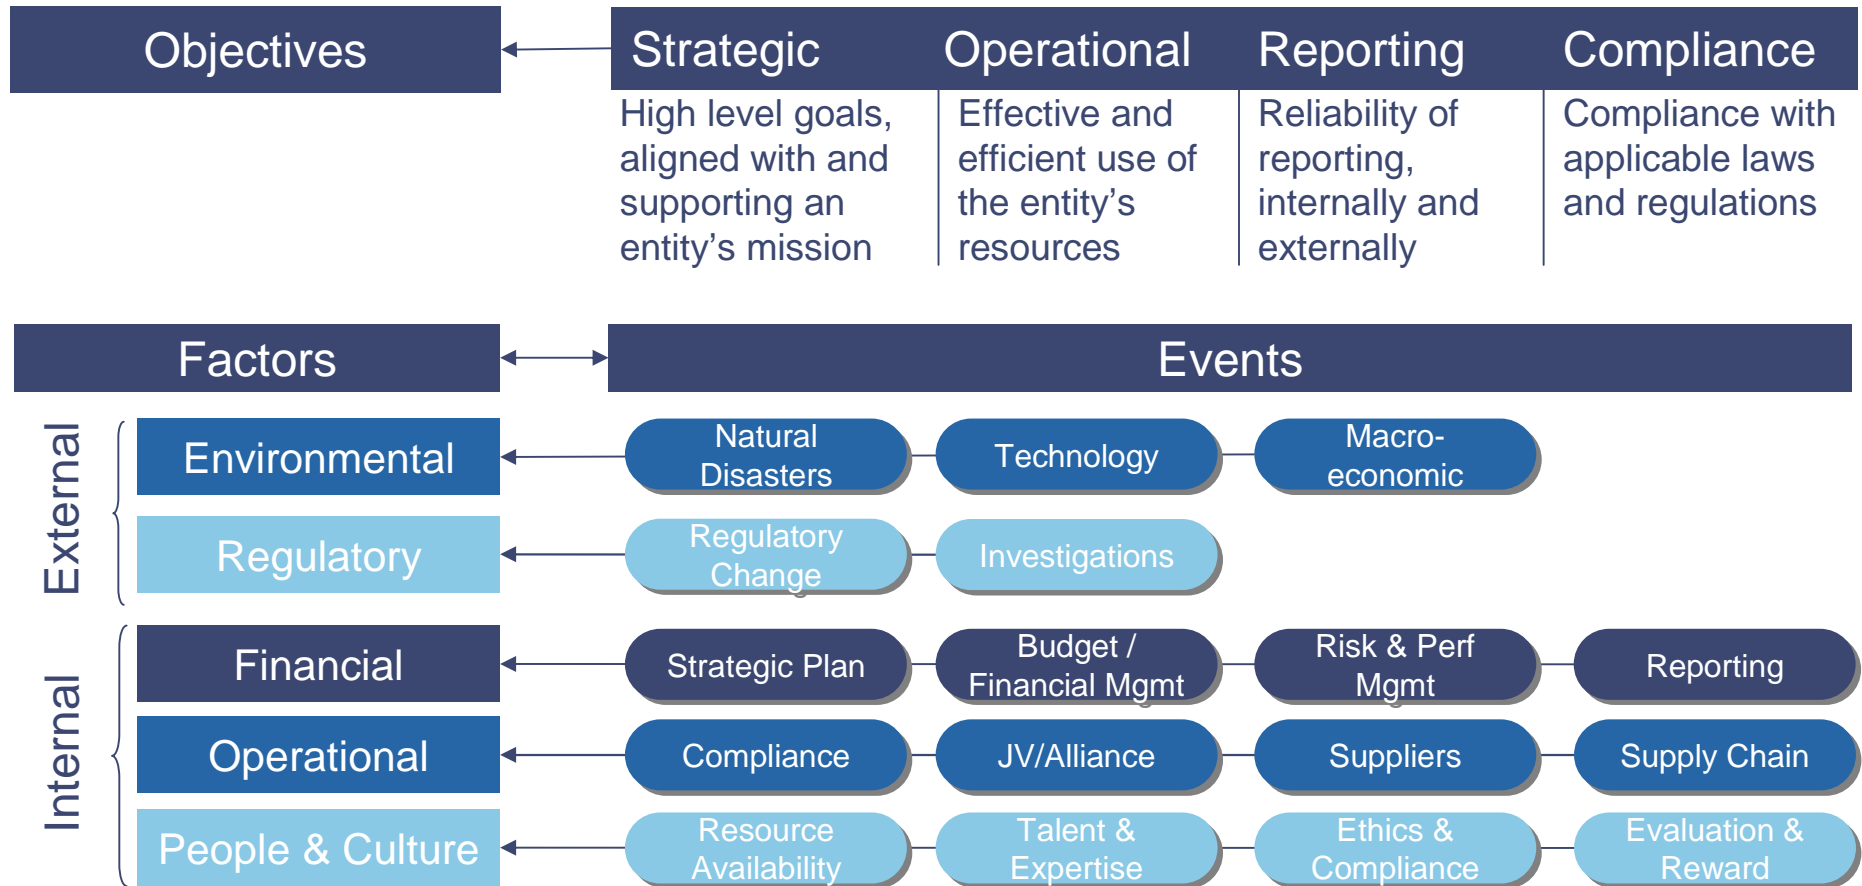 Objectives
Strategic
Operational
Reporting
Compliance
High level goals,
aligned with and
supporting an
entity’s mission
Effective and
efficient use of
the entity’s
resources
Reliability of
reporting,
internally and
externally
Compliance with
applicable laws
and regulations
Factors
Events
External
Environmental
Natural
Disasters
Technology
Macro-
economic
Regulatory
Regulatory
Change
Investigations
Internal
Financial
Strategic Plan
Budget /
Financial Mgmt
Risk & Perf
Mgmt
Reporting
Operational
Compliance
JV/Alliance
Suppliers
Supply Chain
People & Culture
Resource
Availability
Talent &
Expertise
Ethics &
Compliance
Evaluation &
Reward